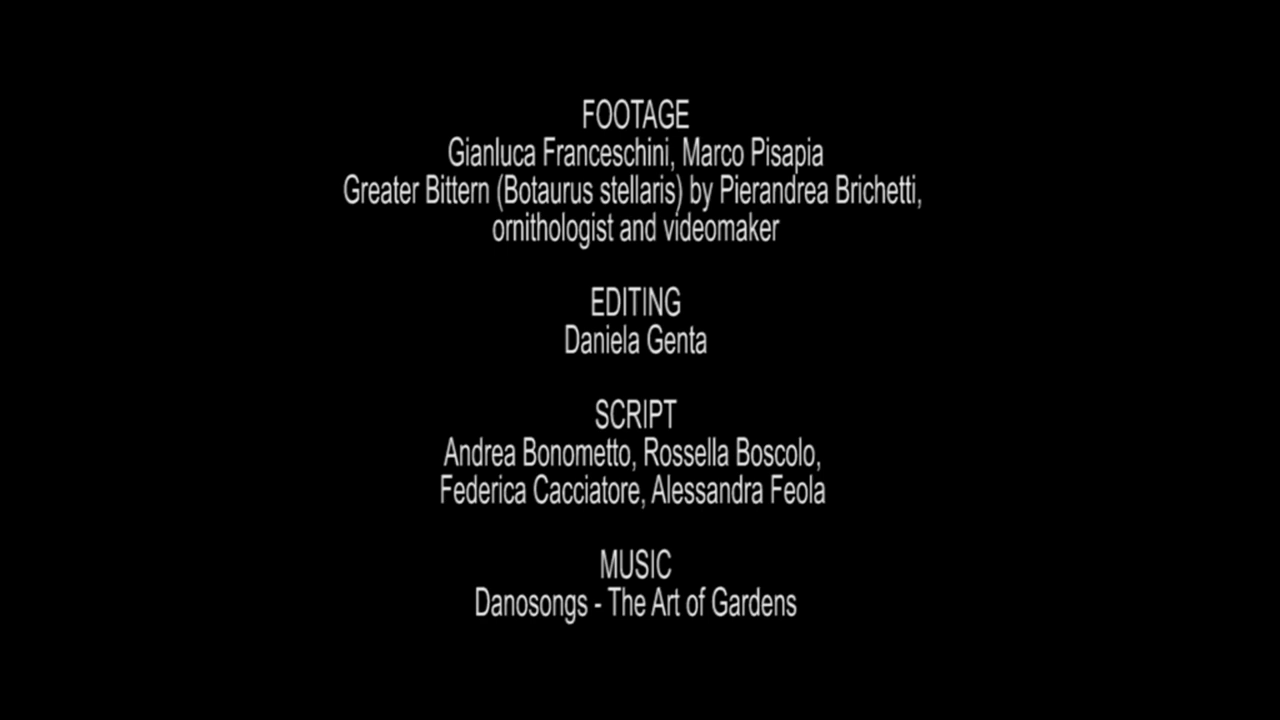 FOOTAGE
Gianluca Franceschini, Marco Pisapia
Greater Bittern (Botaurus stellaris) by Pierandrea Brichetti,
ornithologist and videomaker
EDITING
Daniela Genta
SCRIPT
Andrea Bonometto, Rossella Boscolo,
Federica Cacciatore, Alessandra Feola
MUSIC
Danosongs - The Art of Gardens